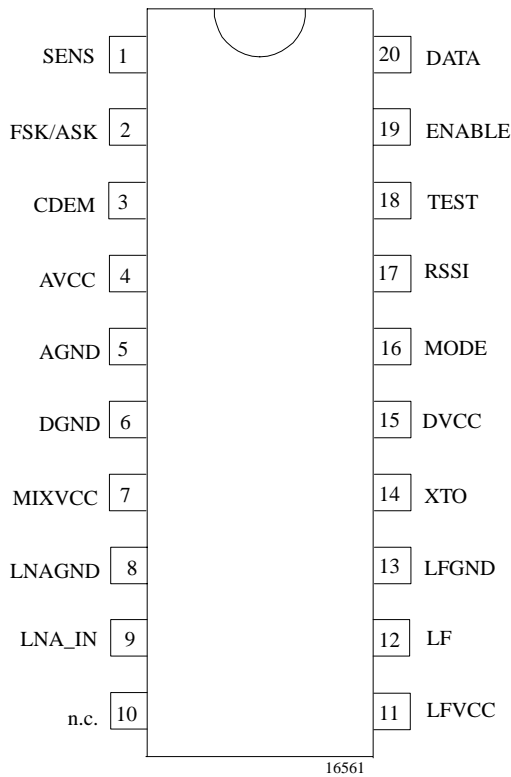 SENS 1 20 DATA
FSK/ASK 2 19 ENABLE
CDEM 3 18 TEST
AVCC 4 17 RSSI
AGND 5 16 MODE
DGND 6 15 DVCC
MIXVCC 7 14 XTO
LNAGND 8 13 LFGND
LNA_IN 9 12 LF
n.c. 10 11 LFVCC
16561